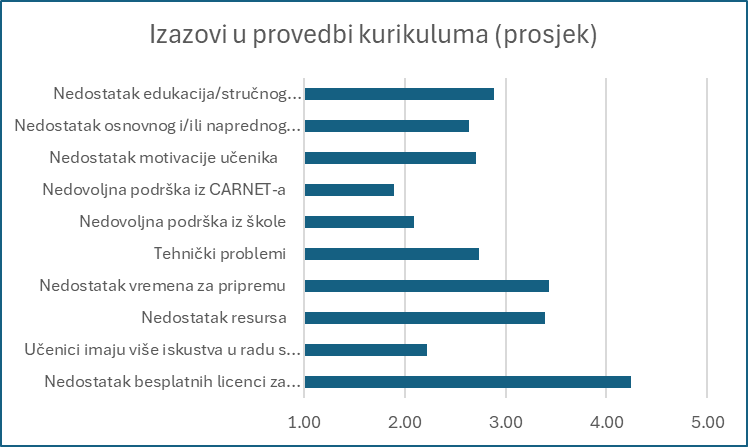 Izazovi u provedbi kurikuluma (prosjek)
Nedostatak edukacija/stručnog...
Nedostatak osnovnog i/ili naprednog...
Nedostatak motivacije učenika
Nedovoljna podrška iz CARNET-a
Nedovoljna podrška iz škole
Tehnički problemi
Nedostatak vremena za pripremu
Nedostatak resursa
Učenici imaju više iskustva u radu s...
Nedostatak besplatnih licenci za...
1.00 2.00 3.00 4.00 5.00